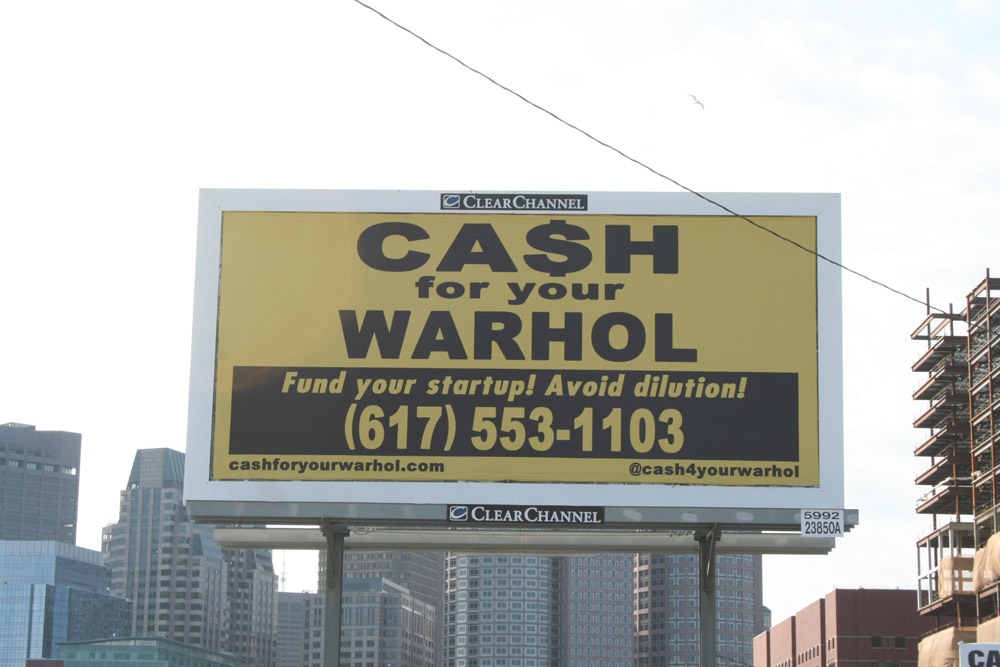 CLEARCHANNEL
CA$H
for your
WARHOL
Fund your startup! Avoid dilution!
(617) 553-1103
cashforyourwarhol.com @cash4yourwarhol
CLEARCHANNEL
5992
23850A
CA